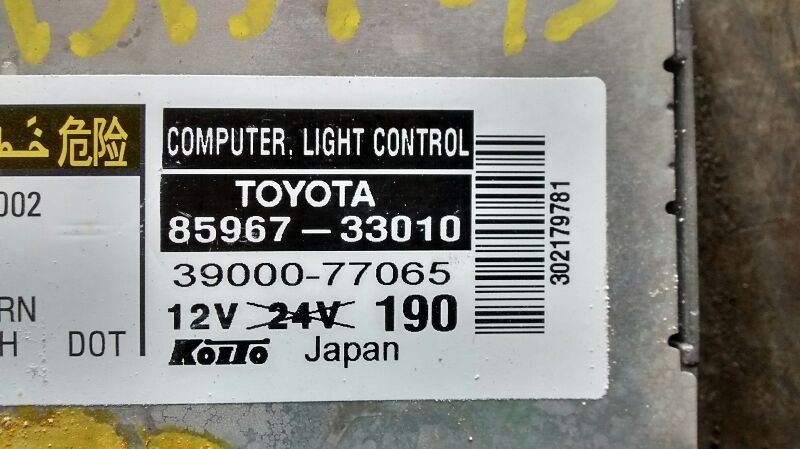 خطر 危险
002
RN
H DOT
COMPUTER. LIGHT CONTROL
TOYOTA
85967-33010
39000-77065
12V 24V 190
KOITO Japan
302179781